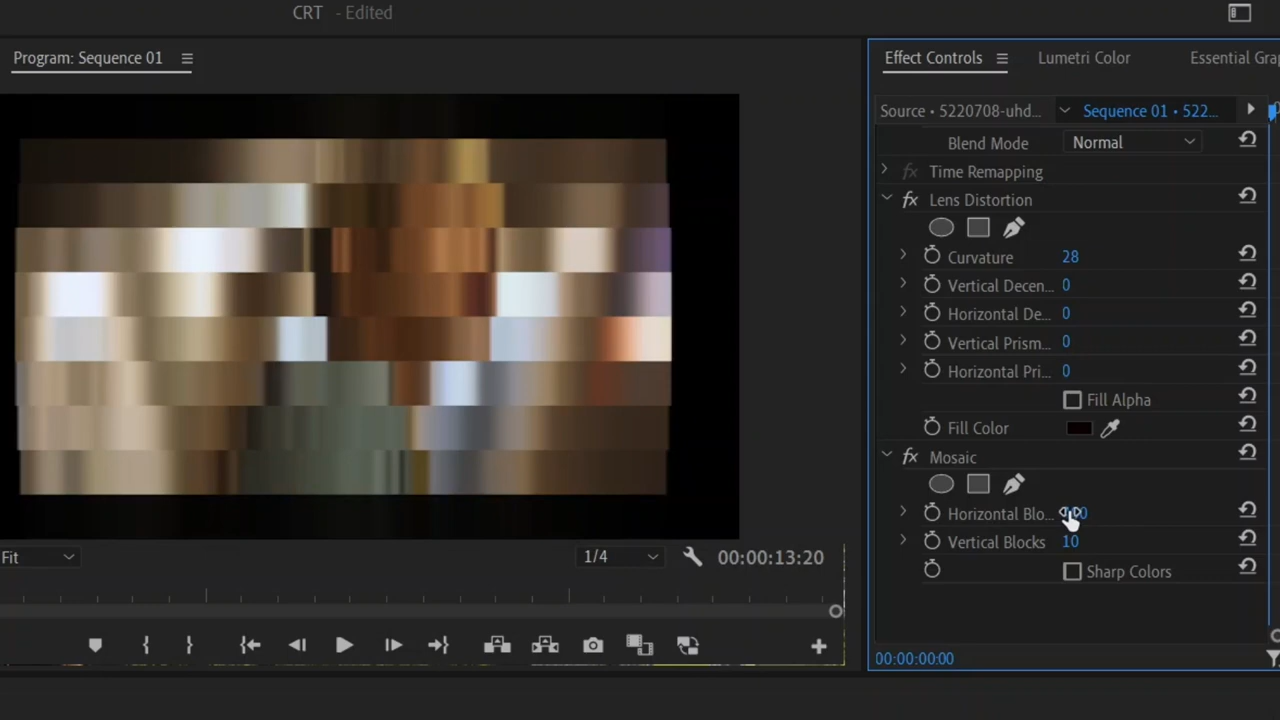 CRT - Edited
Program: Sequence 01
Effect Controls
Lumetri Color
Essential Gra
Source • 5220708-uhd...
Sequence 01 • 522...
Blend Mode
Normal
fx Time Remapping
fx Lens Distortion
Curvature 28
Vertical Decen... 0
Horizontal De... 0
Vertical Prism... 0
Horizontal Pri... 0
Fill Alpha
Fill Color
fx Mosaic
Horizontal Blo...
Vertical Blocks 10
Sharp Colors
Fit
1/4
00:00:13:20
00:00:00:00